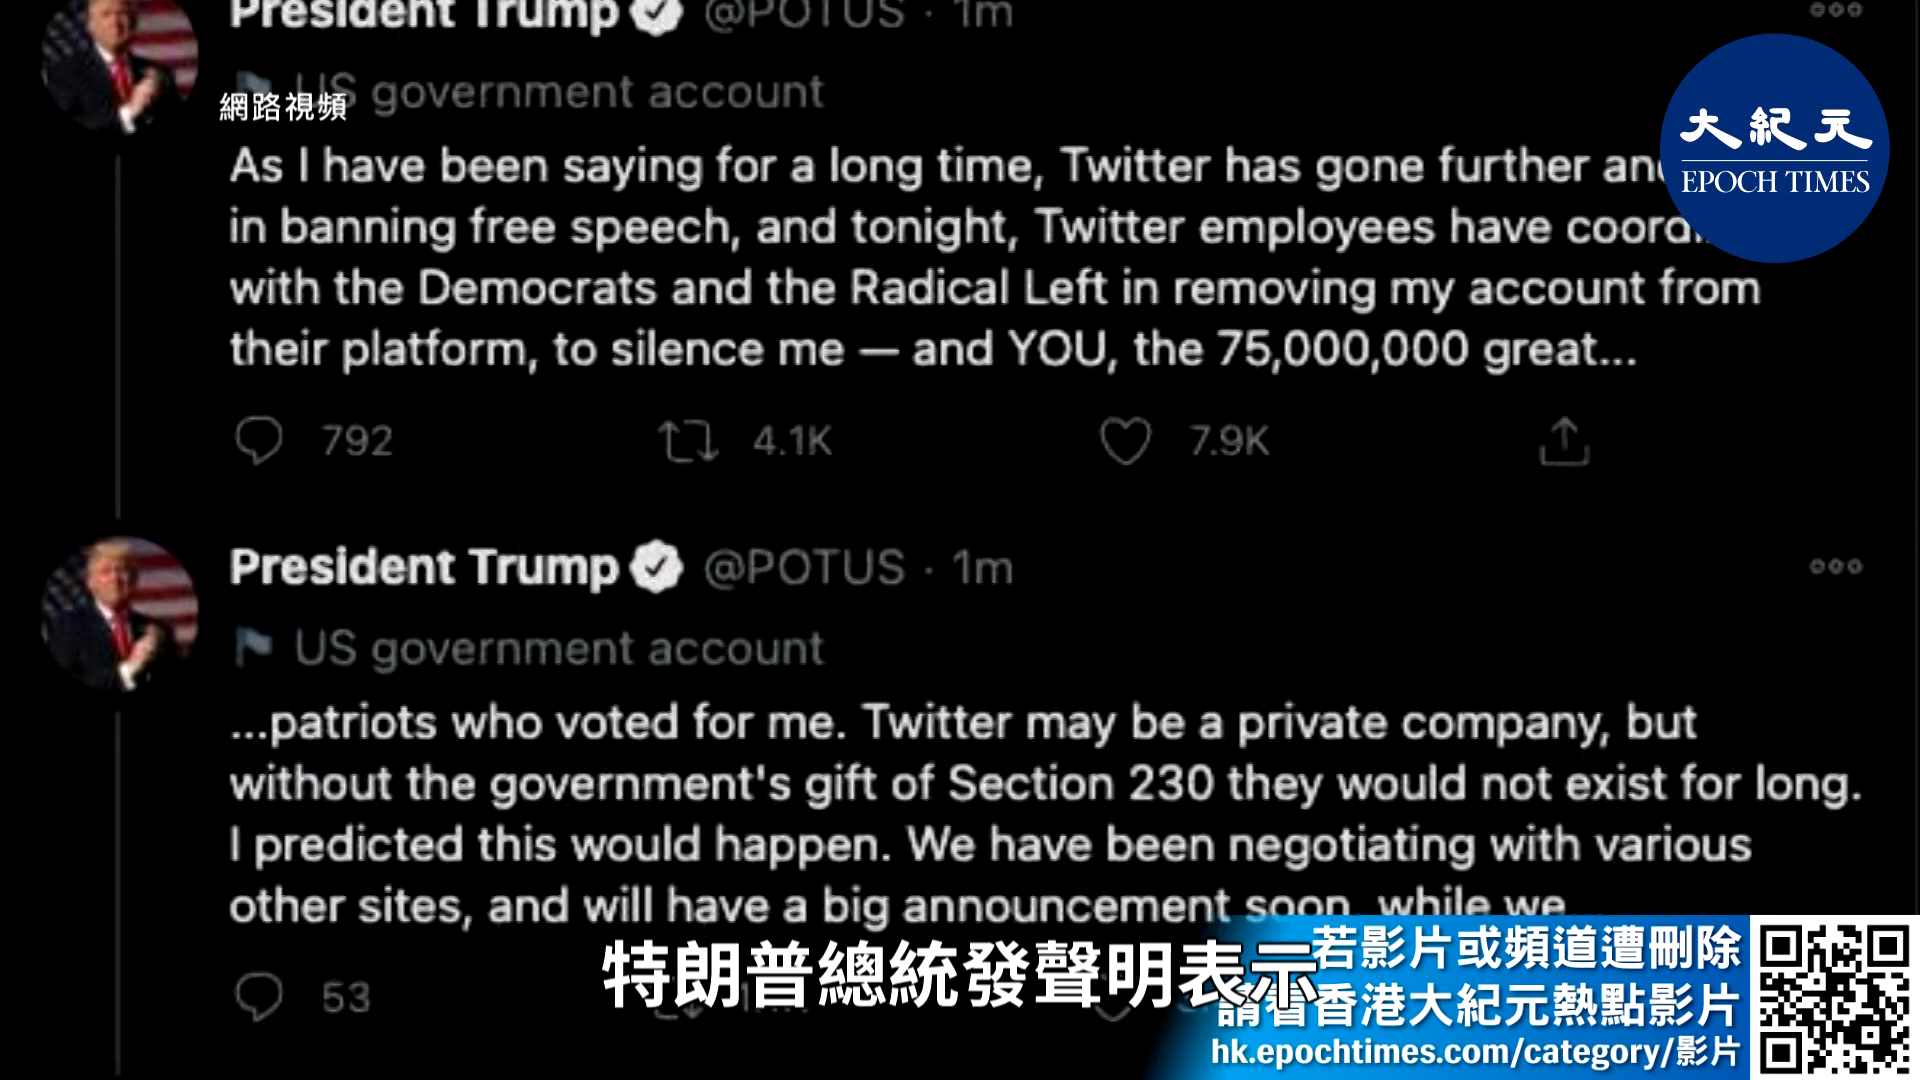 President Trump @POTUS · 1m
US government account
網路視頻
大紀元
EPOCH TIMES
As I have been saying for a long time, Twitter has gone further
in banning free speech, and tonight, Twitter employees have
with the Democrats and the Radical Left in removing my account from
their platform, to silence me — and YOU, the 75,000,000 great...
792 4.1K 7.9K
President Trump @POTUS · 1m
US government account
...patriots who voted for me. Twitter may be a private company, but
without the government's gift of Section 230 they would not exist for long.
I predicted this would happen. We have been negotiating with various
other sites, and will have a big announcement soon, while we
53
特朗普總統發聲明表示
若影片或頻道遭刪除
請看香港大紀元熱點影片
hk.epochtimes.com/category/影片